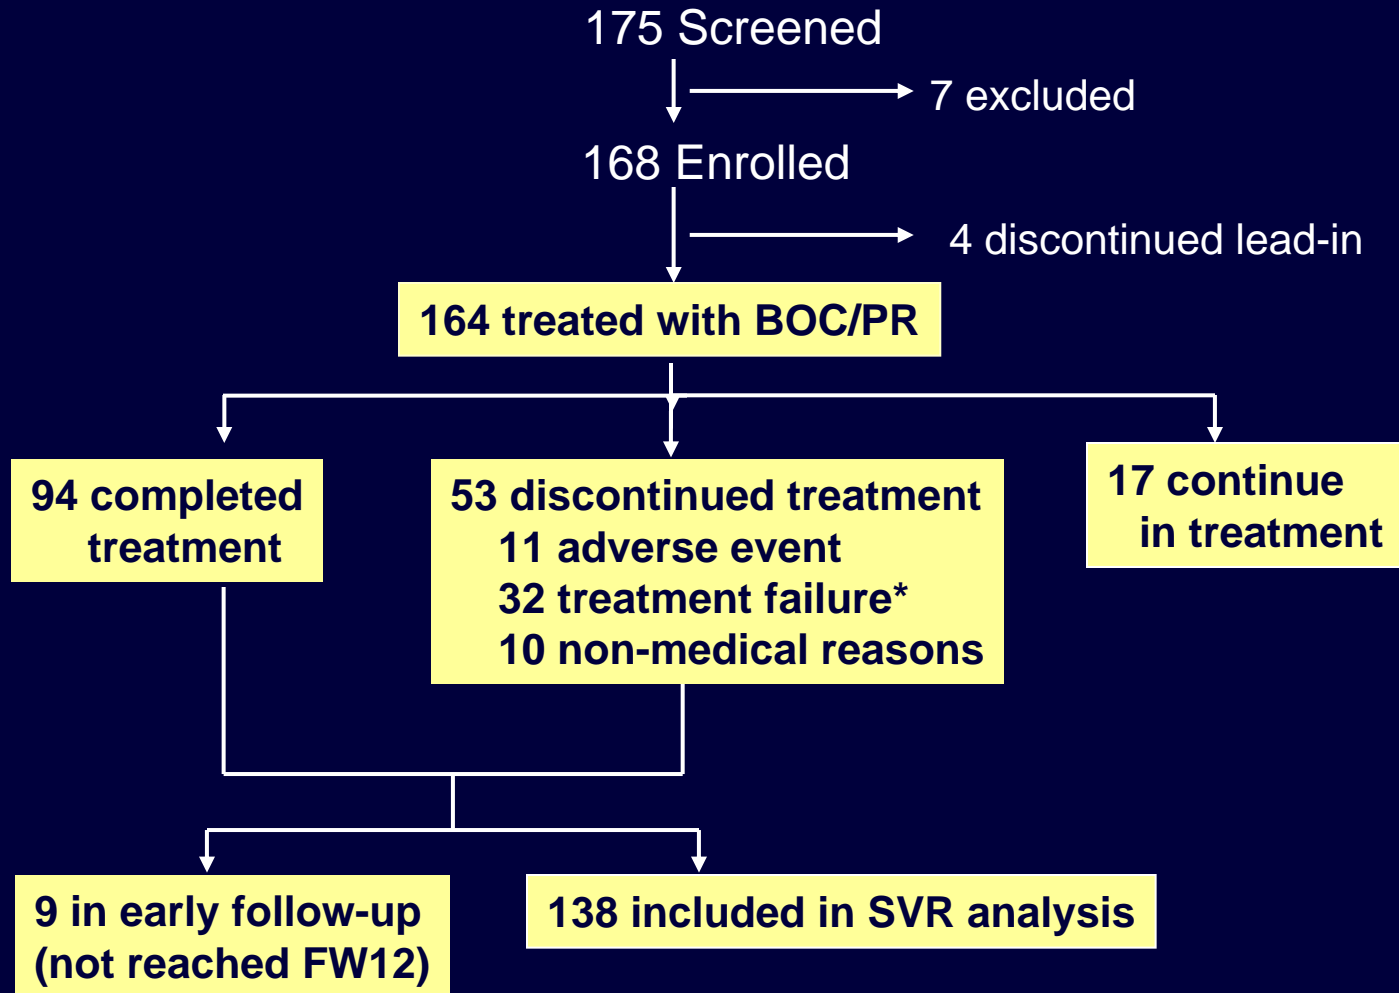 175 Screened
7 excluded
168 Enrolled
4 discontinued lead-in
164 treated with BOC/PR
94 completed
treatment
53 discontinued treatment
11 adverse event
32 treatment failure*
10 non-medical reasons
17 continue
in treatment
9 in early follow-up
(not reached FW12)
138 included in SVR analysis